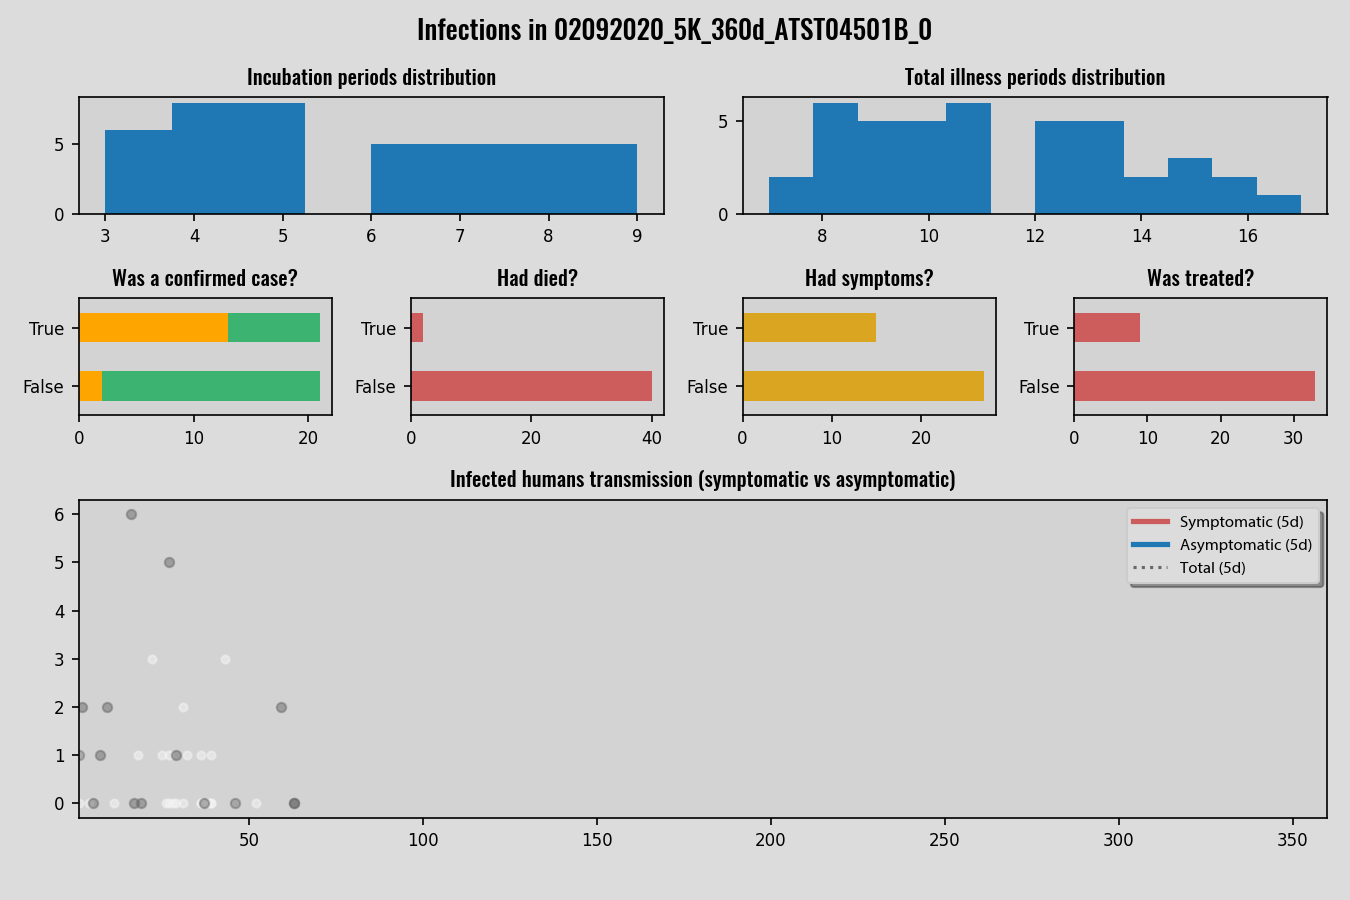 Infections in 02092020_5K_360d_ATST04501B_0
Incubation periods distribution
Total illness periods distribution
5
0
3 4 5 6 7 8 9
5
0
8 10 12 14 16
Was a confirmed case?
Had died?
Had symptoms?
Was treated?
True
False
0 10 20
True
False
0 20 40
True
False
0 10 20
True
False
0 10 20 30
Infected humans transmission (symptomatic vs asymptomatic)
6
5
4
3
2
1
0
50 100 150 200 250 300 350
Symptomatic (5d)
Asymptomatic (5d)
Total (5d)